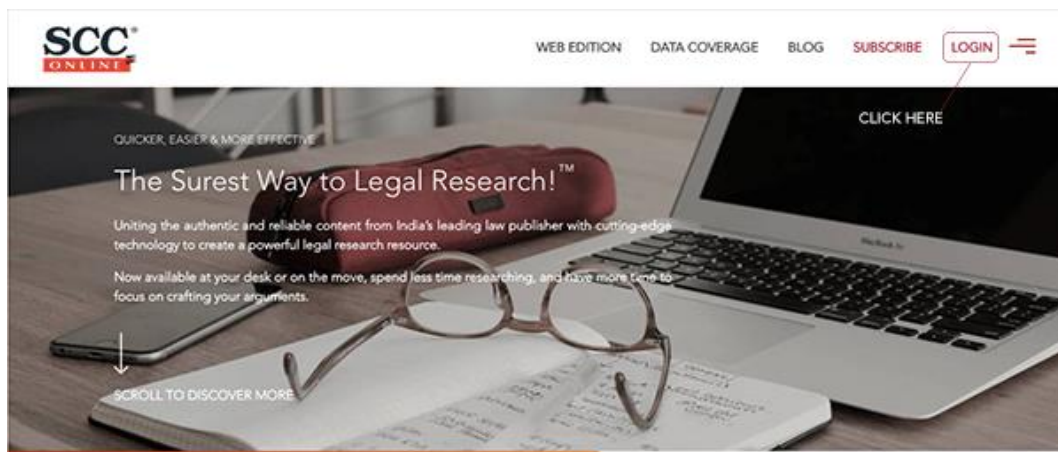 SCC®
ONLINE
WEB EDITION DATA COVERAGE BLOG SUBSCRIBE LOGIN
CLICK HERE
QUICKER, EASIER & MORE EFFECTIVE
The Surest Way to Legal Research!™
Uniting the authentic and reliable content from India's leading law publisher with cutting-edge
technology to create a powerful legal research resource.
Now available at your desk or on the move, spend less time researching, and have more time to
focus on crafting your arguments.
SCROLL TO DISCOVER MORE
MacBook Air